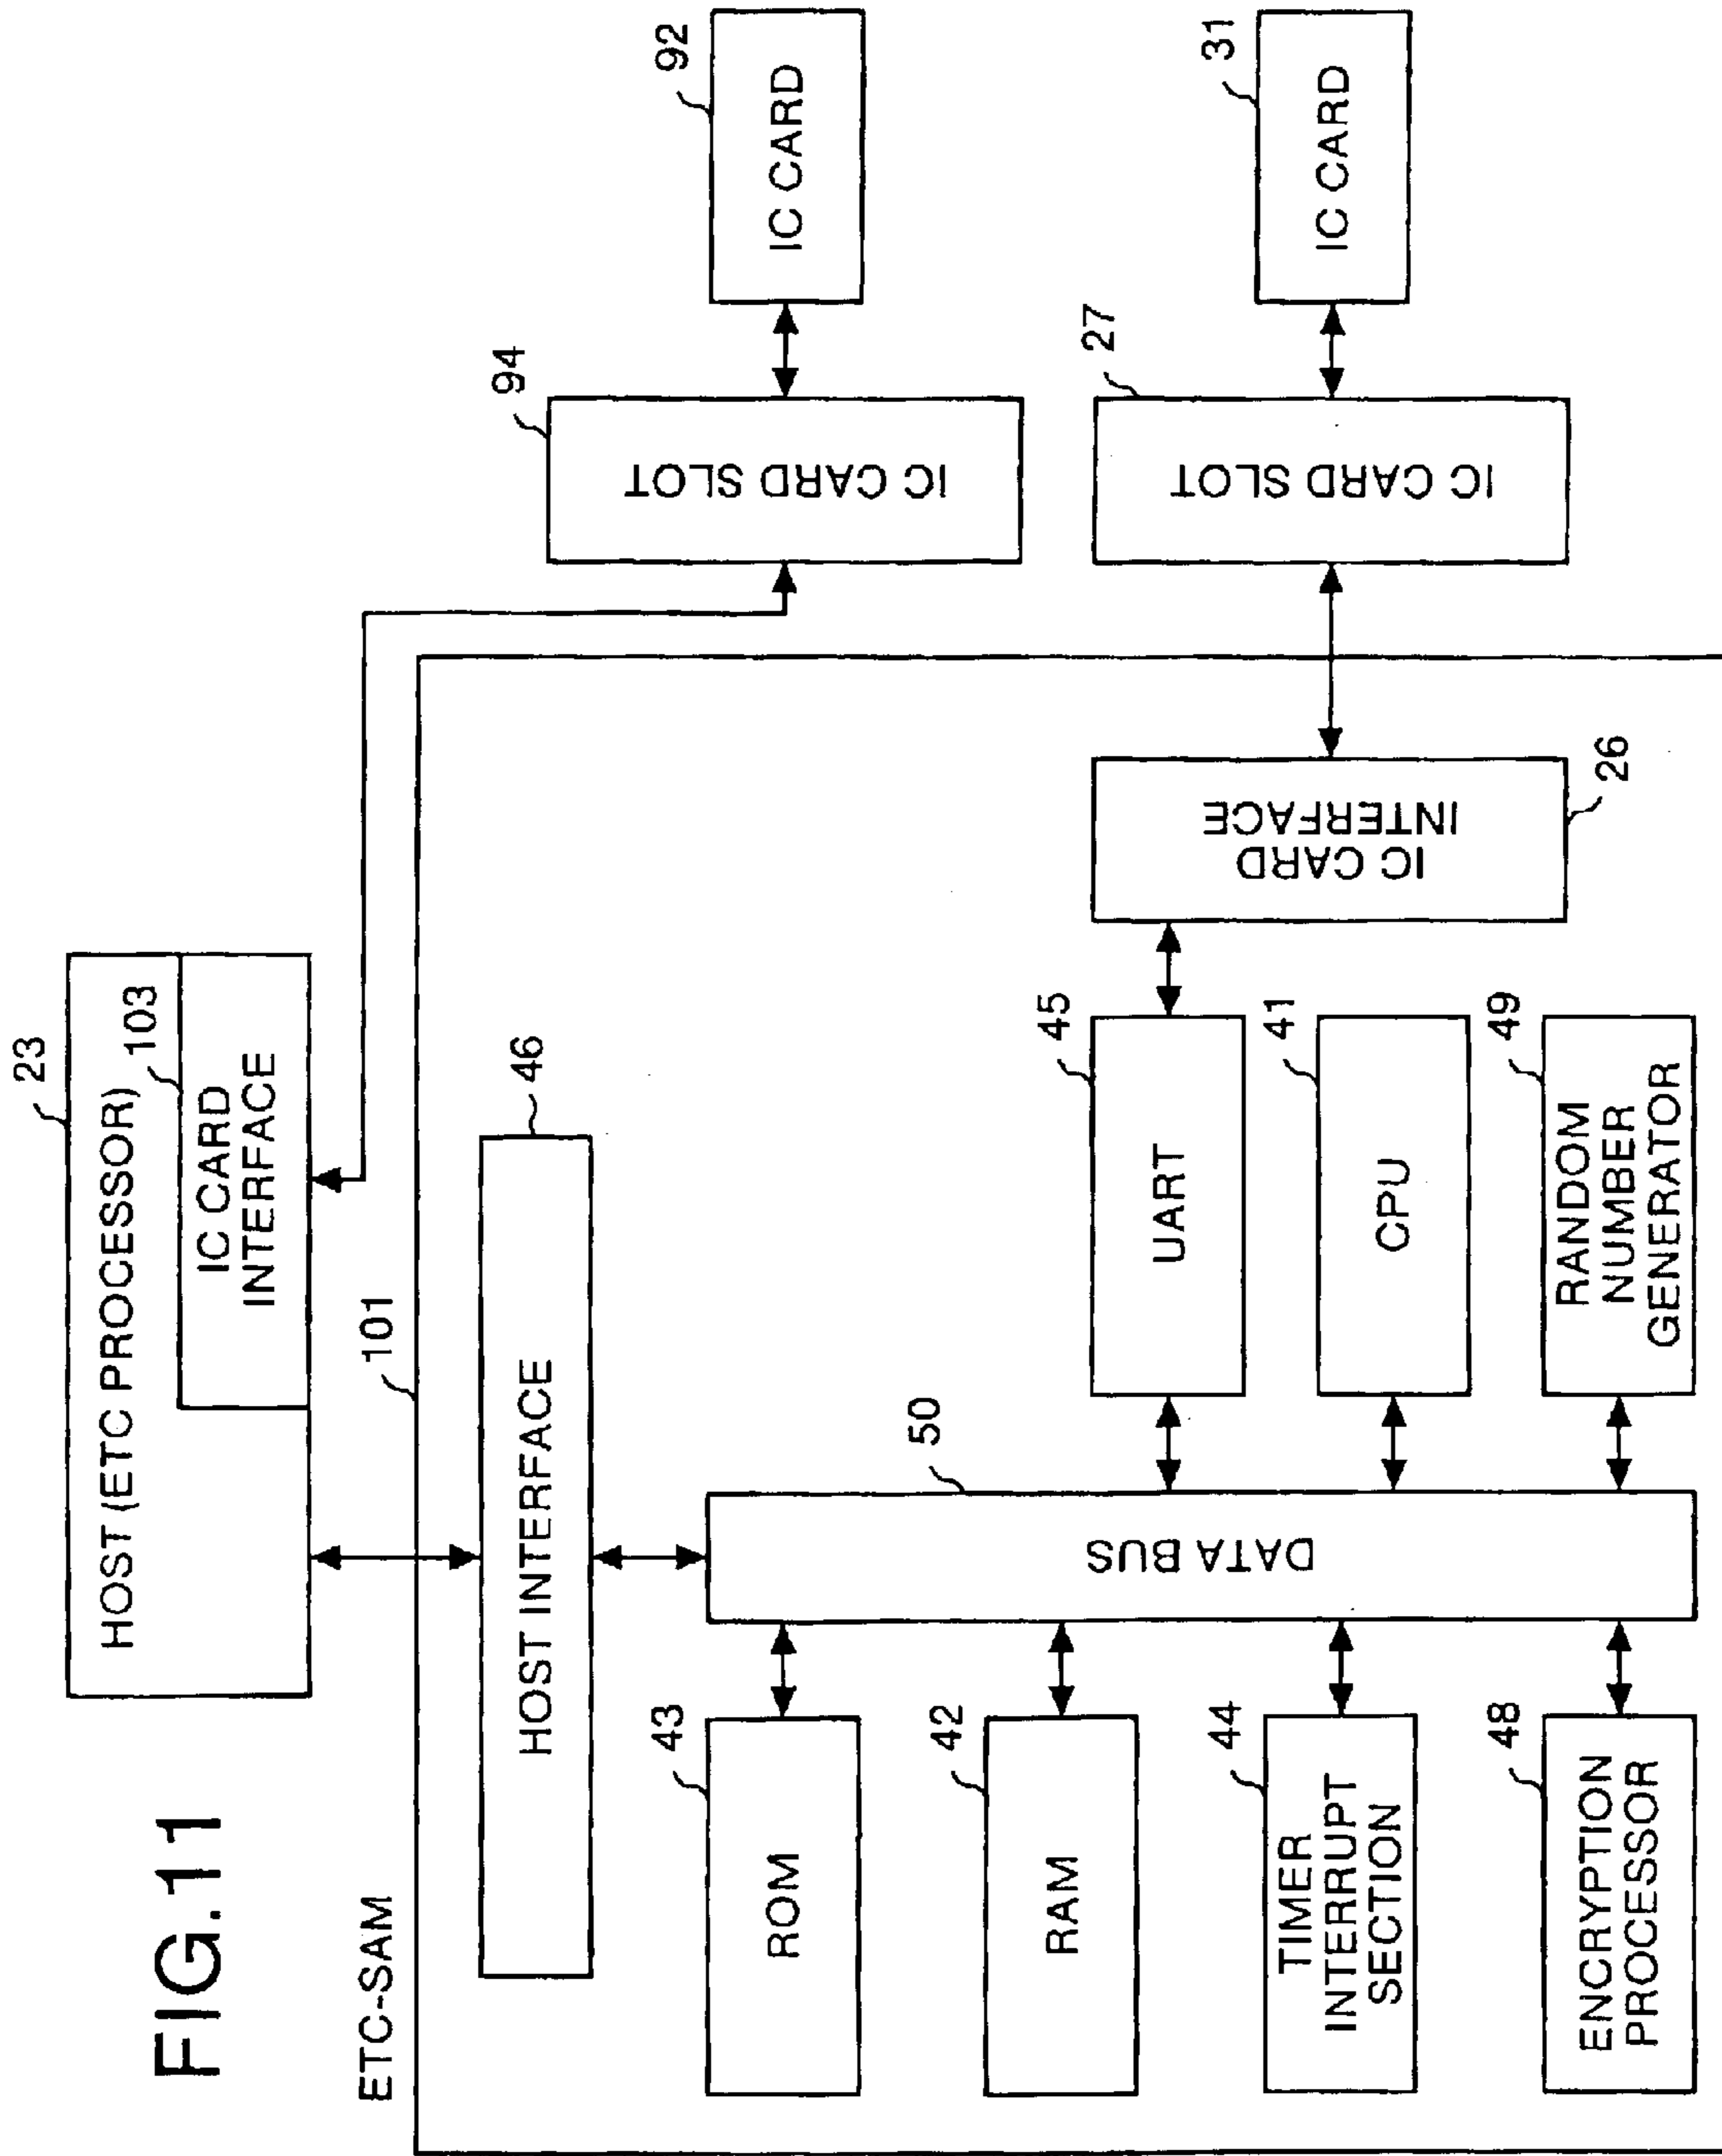 FIG.11
23
HOST (ETC PROCESSOR)
103
IC CARD
INTERFACE
ETC-SAM
101
HOST INTERFACE
46
94
IC CARD SLOT
92
IC CARD
43
ROM
42
RAM
44
TIMER
INTERRUPT
SECTION
48
ENCRYPTION
PROCESSOR
50
DATA BUS
45
UART
41
CPU
49
RANDOM
NUMBER
GENERATOR
IC CARD
INTERFACE
26
27
IC CARD SLOT
31
IC CARD